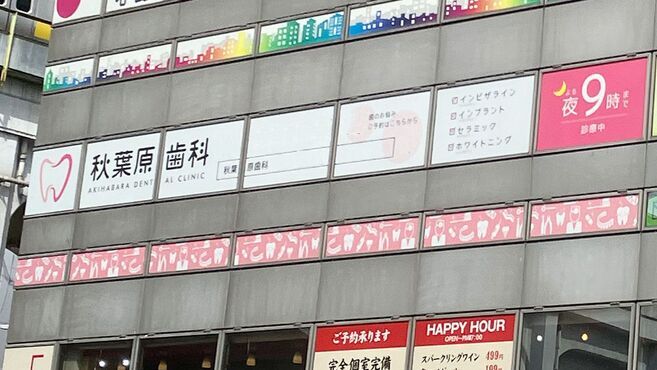 秋葉原歯科
AKIHABARA DENTAL CLINIC
秋葉原歯科
歯のお悩み
ご予約はこちらから
インビザライン
インプラント
セラミック
ホワイトニング
よる
夜9時まで
診療中
ご予約承ります
完全個室完備
HAPPY HOUR
OPEN~PM07:00
スパークリングワイン 499円